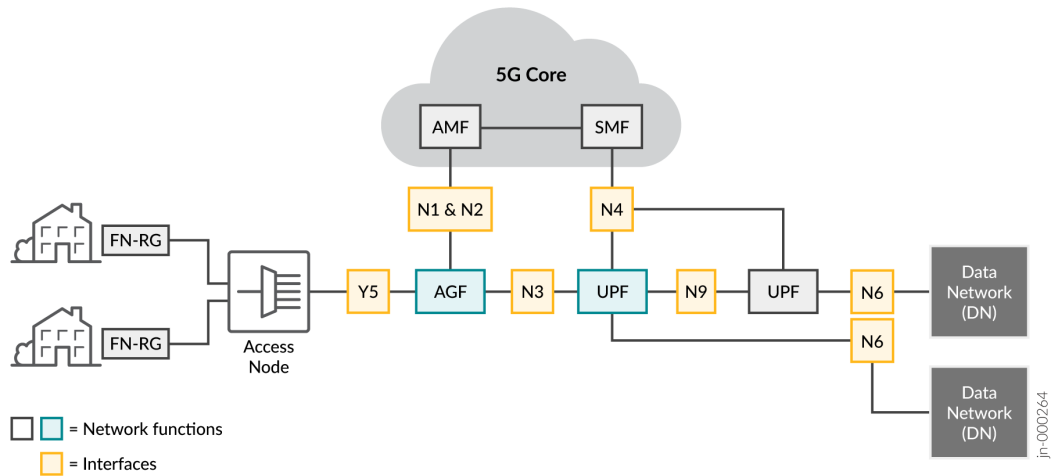 5G Core
AMF
SMF
N1 & N2
N4
FN-RG
Y5
AGF
N3
UPF
N9
UPF
N6
Data
Network
(DN)
FN-RG
Access
Node
N6
Data
Network
(DN)
= Network functions
= Interfaces
jn-000264